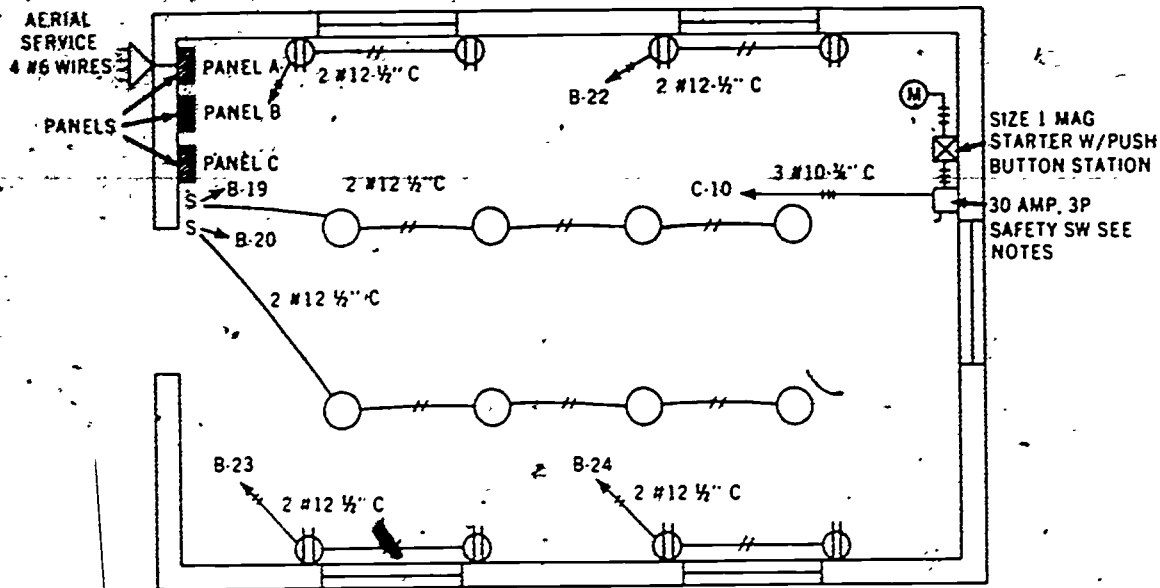 AERIAL
SERVICE
4 #6 WIRES
PANELS
PANEL A
PANEL B
PANEL C
2 #12-½" C
B-22
2 #12-½" C
M
SIZE 1 MAG
STARTER W/PUSH
BUTTON STATION
S
B-19
2 #12 ½" C
C-10
3 #10-¾" C
30 AMP, 3P
SAFETY SW SEE
NOTES
S
B-20
2 #12 ½" C
B-23
2 #12 ½" C
B-24
2 #12 ½" C